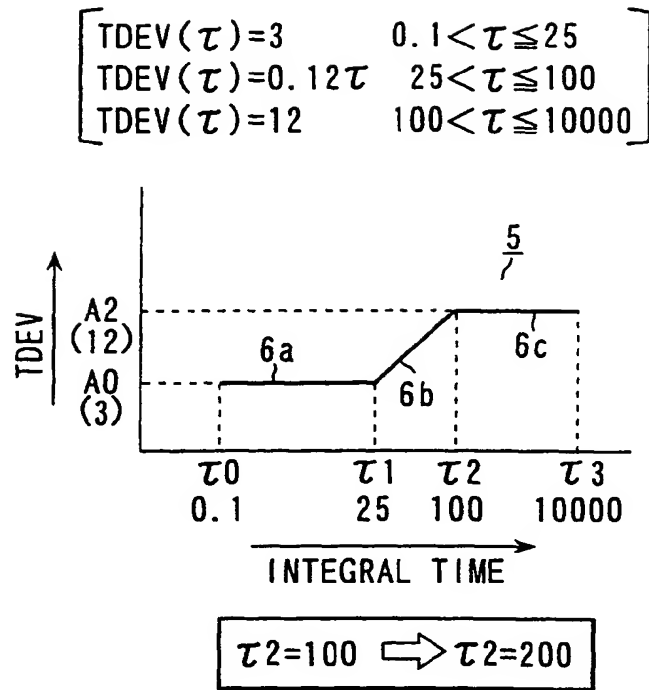 TDEV(τ)=3 0.1<τ≦25
TDEV(τ)=0.12τ 25<τ≦100
TDEV(τ)=12 100<τ≦10000
5
A2
(12)
6a
6c
TDEV
A0
(3)
6b
τ0 τ1 τ2 τ3
0.1 25 100 10000
INTEGRAL TIME
τ2=100 ⇨ τ2=200